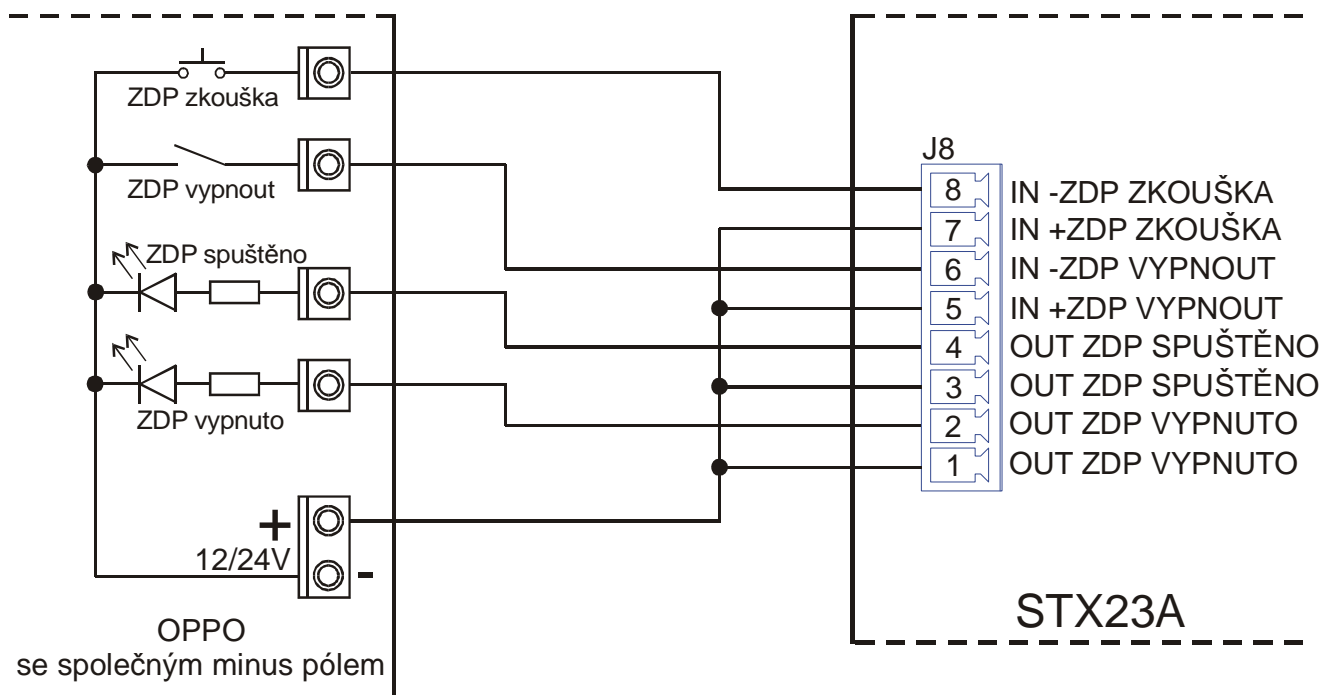 ZDP zkouška
ZDP vypnout
ZDP spuštěno
ZDP vypnuto
+
12/24V
-
OPPO
se společným minus pólem
J8
8 IN -ZDP ZKOUŠKA
7 IN +ZDP ZKOUŠKA
6 IN -ZDP VYPNOUT
5 IN +ZDP VYPNOUT
4 OUT ZDP SPUŠTĚNO
3 OUT ZDP SPUŠTĚNO
2 OUT ZDP VYPNUTO
1 OUT ZDP VYPNUTO
STX23A